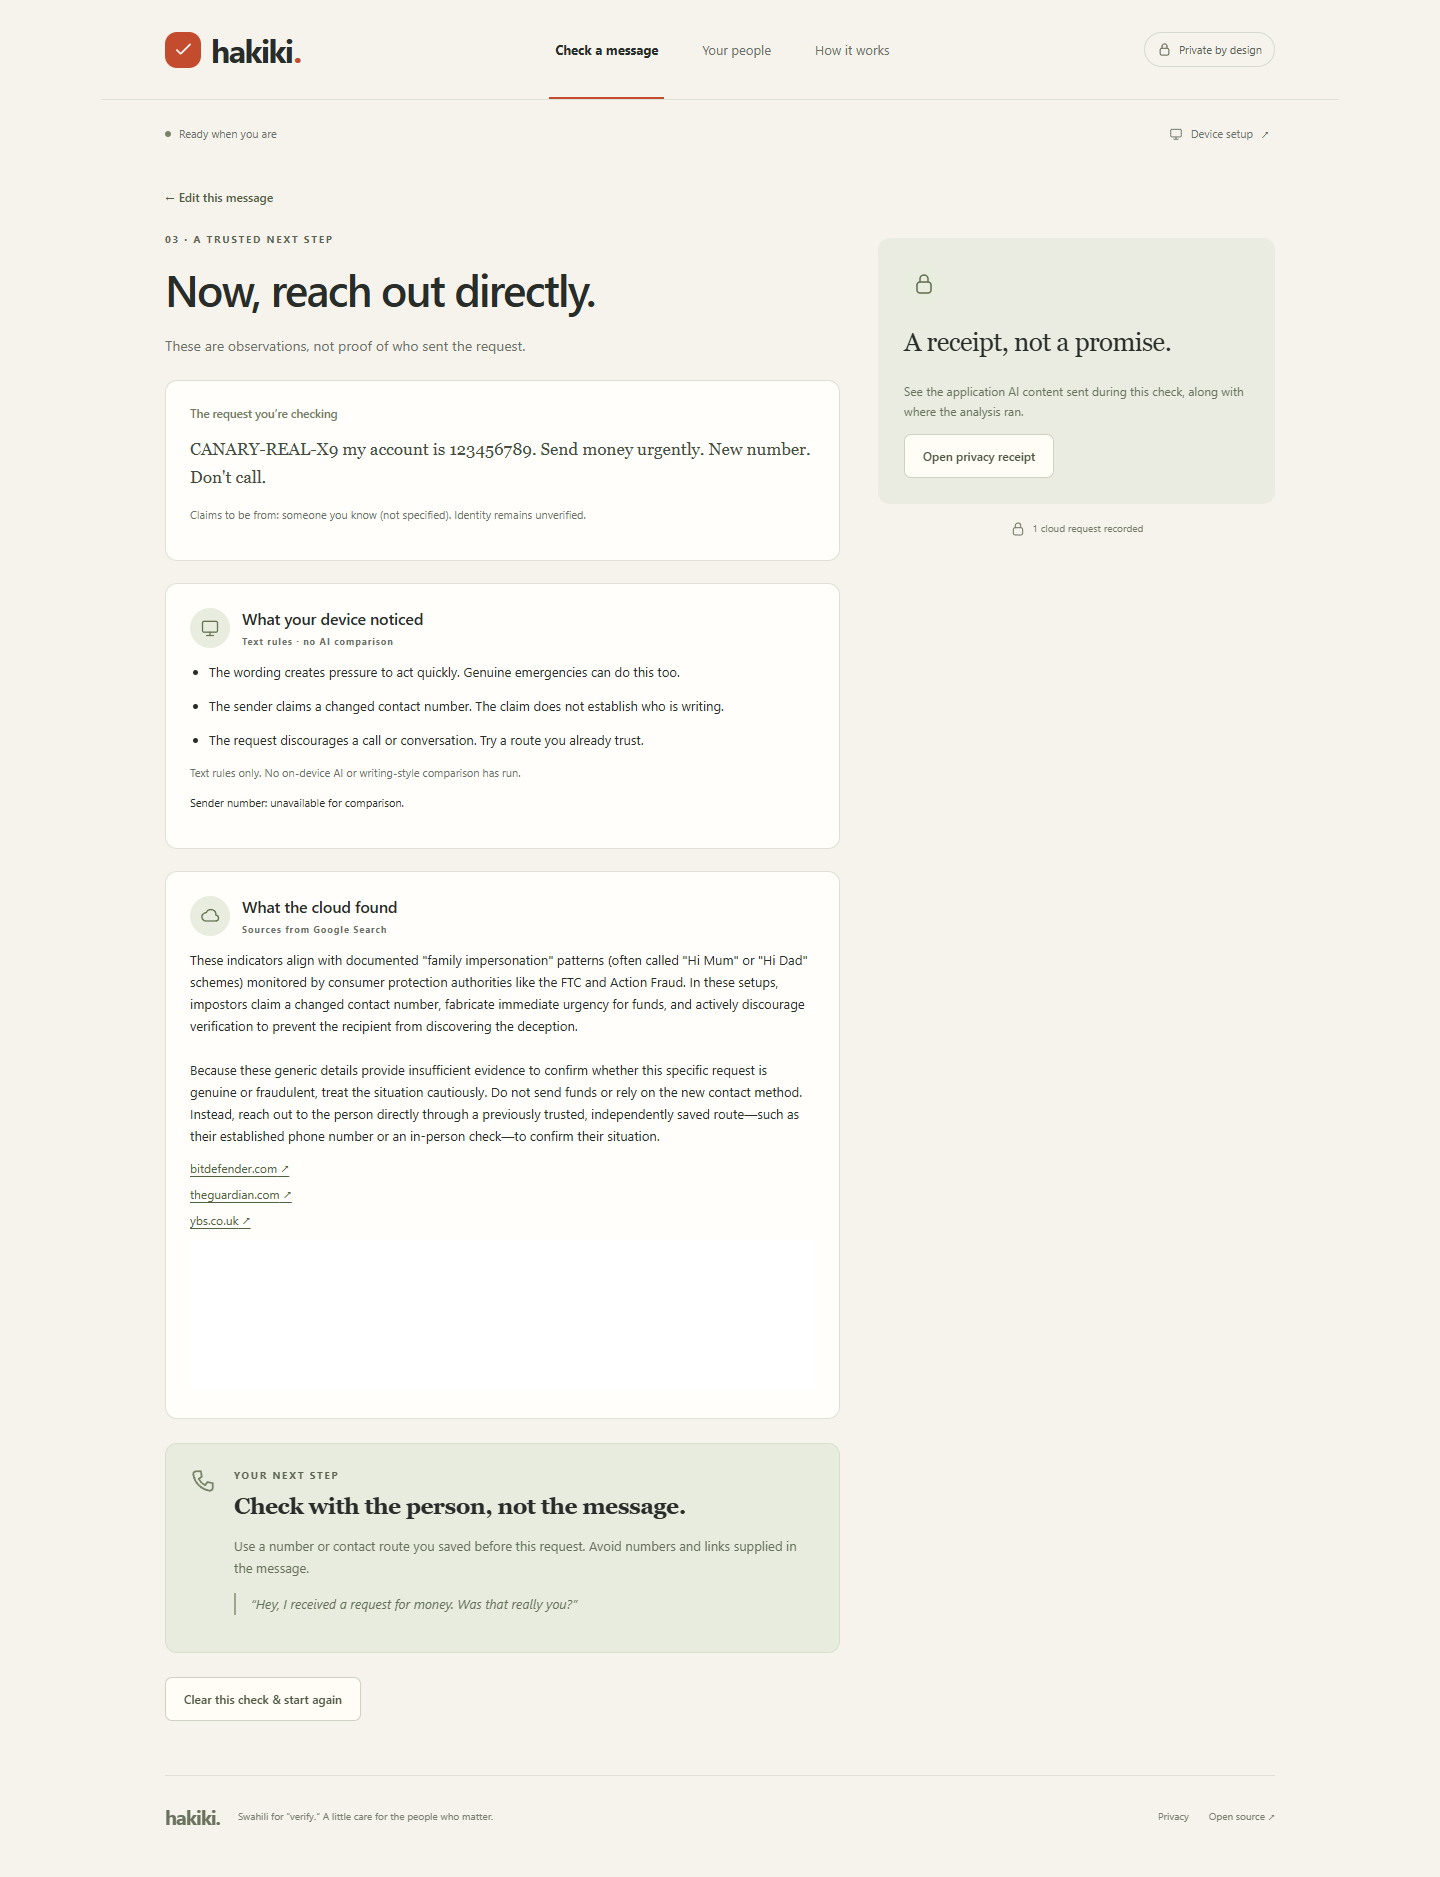 hakiki.
Check a message
Your people
How it works
Private by design
Ready when you are
Device setup ↗
← Edit this message
03 · A TRUSTED NEXT STEP
Now, reach out directly.
These are observations, not proof of who sent the request.
The request you're checking
CANARY-REAL-X9 my account is 123456789. Send money urgently. New number.
Don't call.
Claims to be from: someone you know (not specified). Identity remains unverified.
What your device noticed
Text rules · no AI comparison
• The wording creates pressure to act quickly. Genuine emergencies can do this too.
• The sender claims a changed contact number. The claim does not establish who is writing.
• The request discourages a call or conversation. Try a route you already trust.
Text rules only. No on-device AI or writing-style comparison has run.
Sender number: unavailable for comparison.
What the cloud found
Sources from Google Search
These indicators align with documented "family impersonation" patterns (often called "Hi Mum" or "Hi Dad"
schemes) monitored by consumer protection authorities like the FTC and Action Fraud. In these setups,
impostors claim a changed contact number, fabricate immediate urgency for funds, and actively discourage
verification to prevent the recipient from discovering the deception.
Because these generic details provide insufficient evidence to confirm whether this specific request is
genuine or fraudulent, treat the situation cautiously. Do not send funds or rely on the new contact method.
Instead, reach out to the person directly through a previously trusted, independently saved route—such as
their established phone number or an in-person check—to confirm their situation.
bitdefender.com ↗
theguardian.com ↗
ybs.co.uk ↗
YOUR NEXT STEP
Check with the person, not the message.
Use a number or contact route you saved before this request. Avoid numbers and links supplied in
the message.
"Hey, I received a request for money. Was that really you?"
Clear this check & start again
A receipt, not a promise.
See the application AI content sent during this check, along with
where the analysis ran.
Open privacy receipt
1 cloud request recorded
hakiki.
Swahili for "verify." A little care for the people who matter.
Privacy
Open source ↗